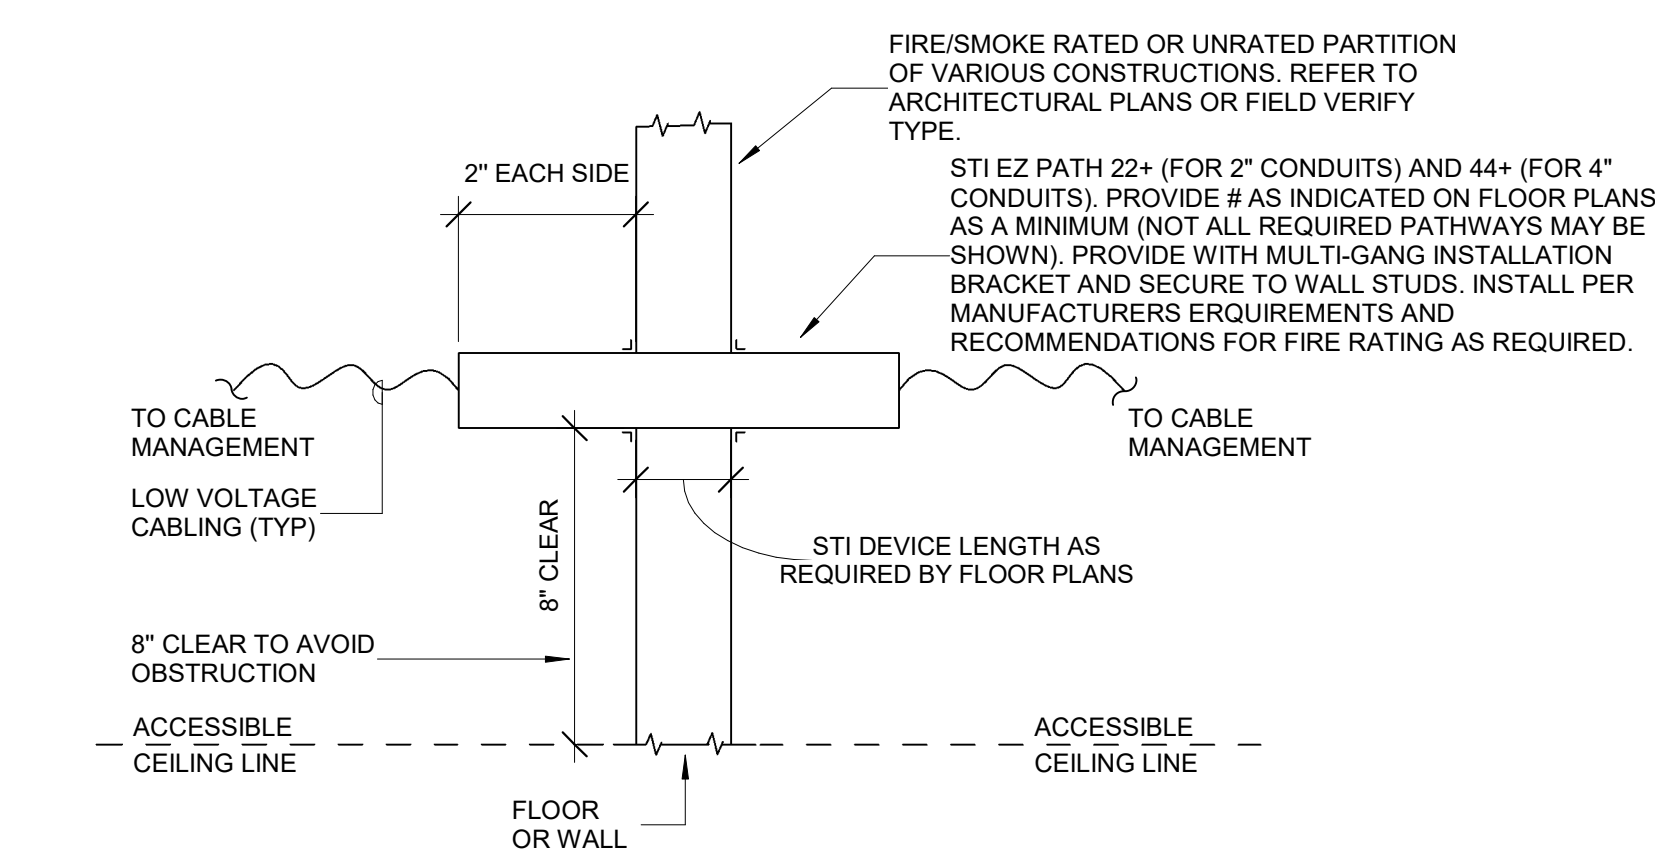 FIRE/SMOKE RATED OR UNRATED PARTITION
OF VARIOUS CONSTRUCTIONS. REFER TO
ARCHITECTURAL PLANS OR FIELD VERIFY
TYPE.
2" EACH SIDE
STI EZ PATH 22+ (FOR 2" CONDUITS) AND 44+ (FOR 4"
CONDUITS). PROVIDE # AS INDICATED ON FLOOR PLANS
AS A MINIMUM (NOT ALL REQUIRED PATHWAYS MAY BE
SHOWN). PROVIDE WITH MULTI-GANG INSTALLATION
BRACKET AND SECURE TO WALL STUDS. INSTALL PER
MANUFACTURERS ERQUIREMENTS AND
RECOMMENDATIONS FOR FIRE RATING AS REQUIRED.
TO CABLE
MANAGEMENT
TO CABLE
MANAGEMENT
LOW VOLTAGE
CABLING (TYP)
8" CLEAR
STI DEVICE LENGTH AS
REQUIRED BY FLOOR PLANS
8" CLEAR TO AVOID
OBSTRUCTION
ACCESSIBLE
CEILING LINE
ACCESSIBLE
CEILING LINE
FLOOR
OR WALL